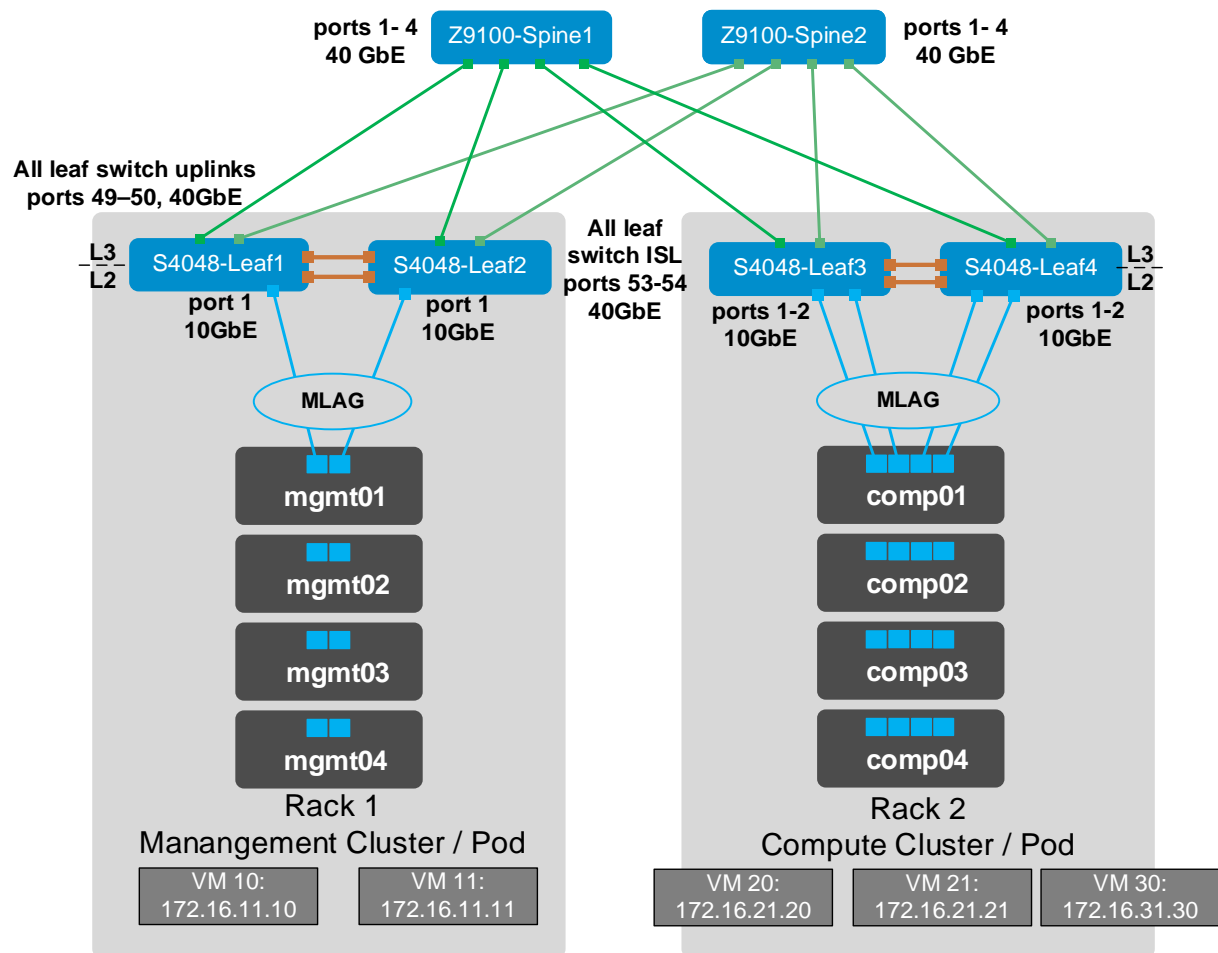 ports 1- 4
40 GbE
Z9100-Spine1
Z9100-Spine2
ports 1- 4
40 GbE
All leaf switch uplinks
ports 49–50, 40GbE
L3
L2
S4048-Leaf1
S4048-Leaf2
port 1
10GbE
port 1
10GbE
All leaf
switch ISL
ports 53-54
40GbE
S4048-Leaf3
S4048-Leaf4
L3
L2
ports 1-2
10GbE
ports 1-2
10GbE
MLAG
MLAG
mgmt01
mgmt02
mgmt03
mgmt04
comp01
comp02
comp03
comp04
Rack 1
Manangement Cluster / Pod
Rack 2
Compute Cluster / Pod
VM 10:
172.16.11.10
VM 11:
172.16.11.11
VM 20:
172.16.21.20
VM 21:
172.16.21.21
VM 30:
172.16.31.30